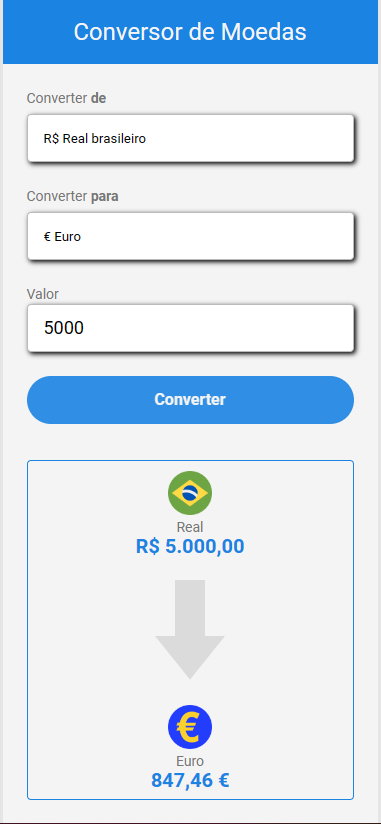 Conversor de Moedas
Converter de
R$ Real brasileiro
Converter para
€ Euro
Valor
5000
Converter
Real
R$ 5.000,00
€
Euro
847,46 €